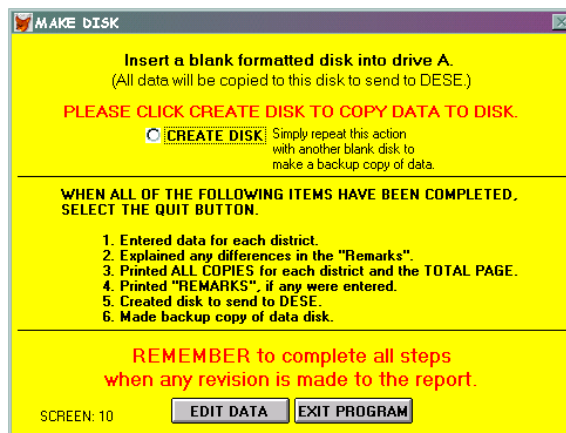 MAKE DISK
Insert a blank formatted disk into drive A.
(All data will be copied to this disk to send to DESE.)
PLEASE CLICK CREATE DISK TO COPY DATA TO DISK.
CREATE DISK
Simply repeat this action
with another blank disk to
make a backup copy of data.
WHEN ALL OF THE FOLLOWING ITEMS HAVE BEEN COMPLETED,
SELECT THE QUIT BUTTON.
1. Entered data for each district.
2. Explained any differences in the "Remarks".
3. Printed ALL COPIES for each district and the TOTAL PAGE.
4. Printed "REMARKS", if any were entered.
5. Created disk to send to DESE.
6. Made backup copy of data disk.
REMEMBER to complete all steps
when any revision is made to the report.
SCREEN: 10
EDIT DATA
EXIT PROGRAM